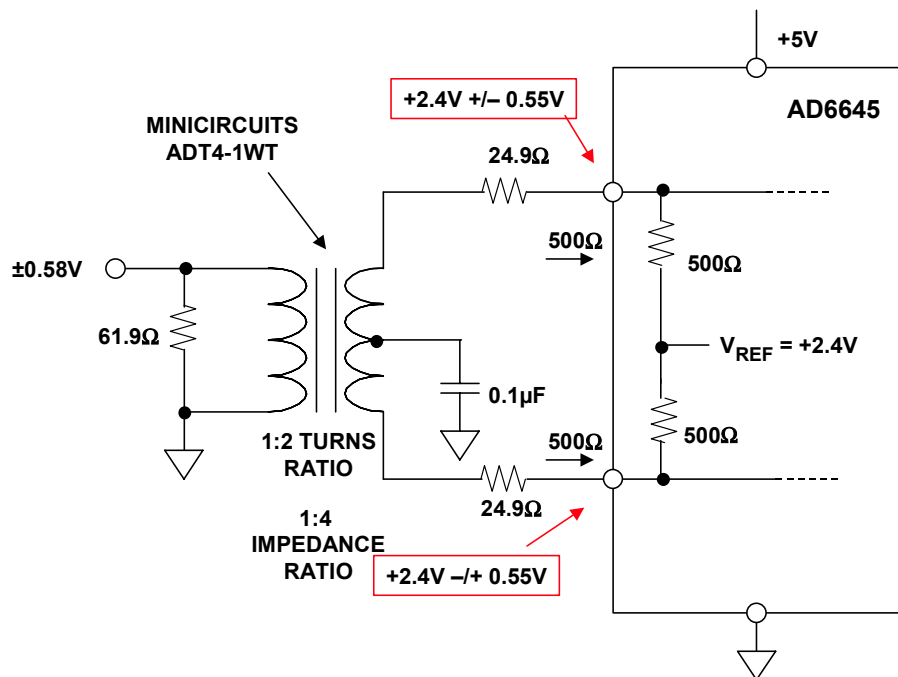 +5V
+2.4V +/– 0.55V
AD6645
MINICIRCUITS
ADT4-1WT
24.9Ω
±0.58V
500Ω
500Ω
61.9Ω
V_REF = +2.4V
0.1µF
500Ω
500Ω
1:2 TURNS
RATIO
24.9Ω
1:4
IMPEDANCE
RATIO
+2.4V –/+ 0.55V